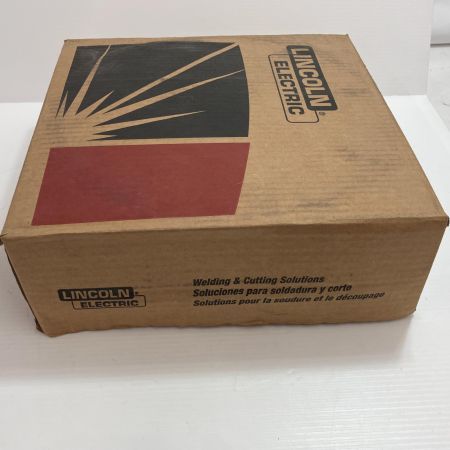 LINCOLN®
ELECTRIC
LINCOLN®
ELECTRIC
Welding & Cutting Solutions
Soluciones para soldadura y corte
Solutions pour la soudure et le découpage